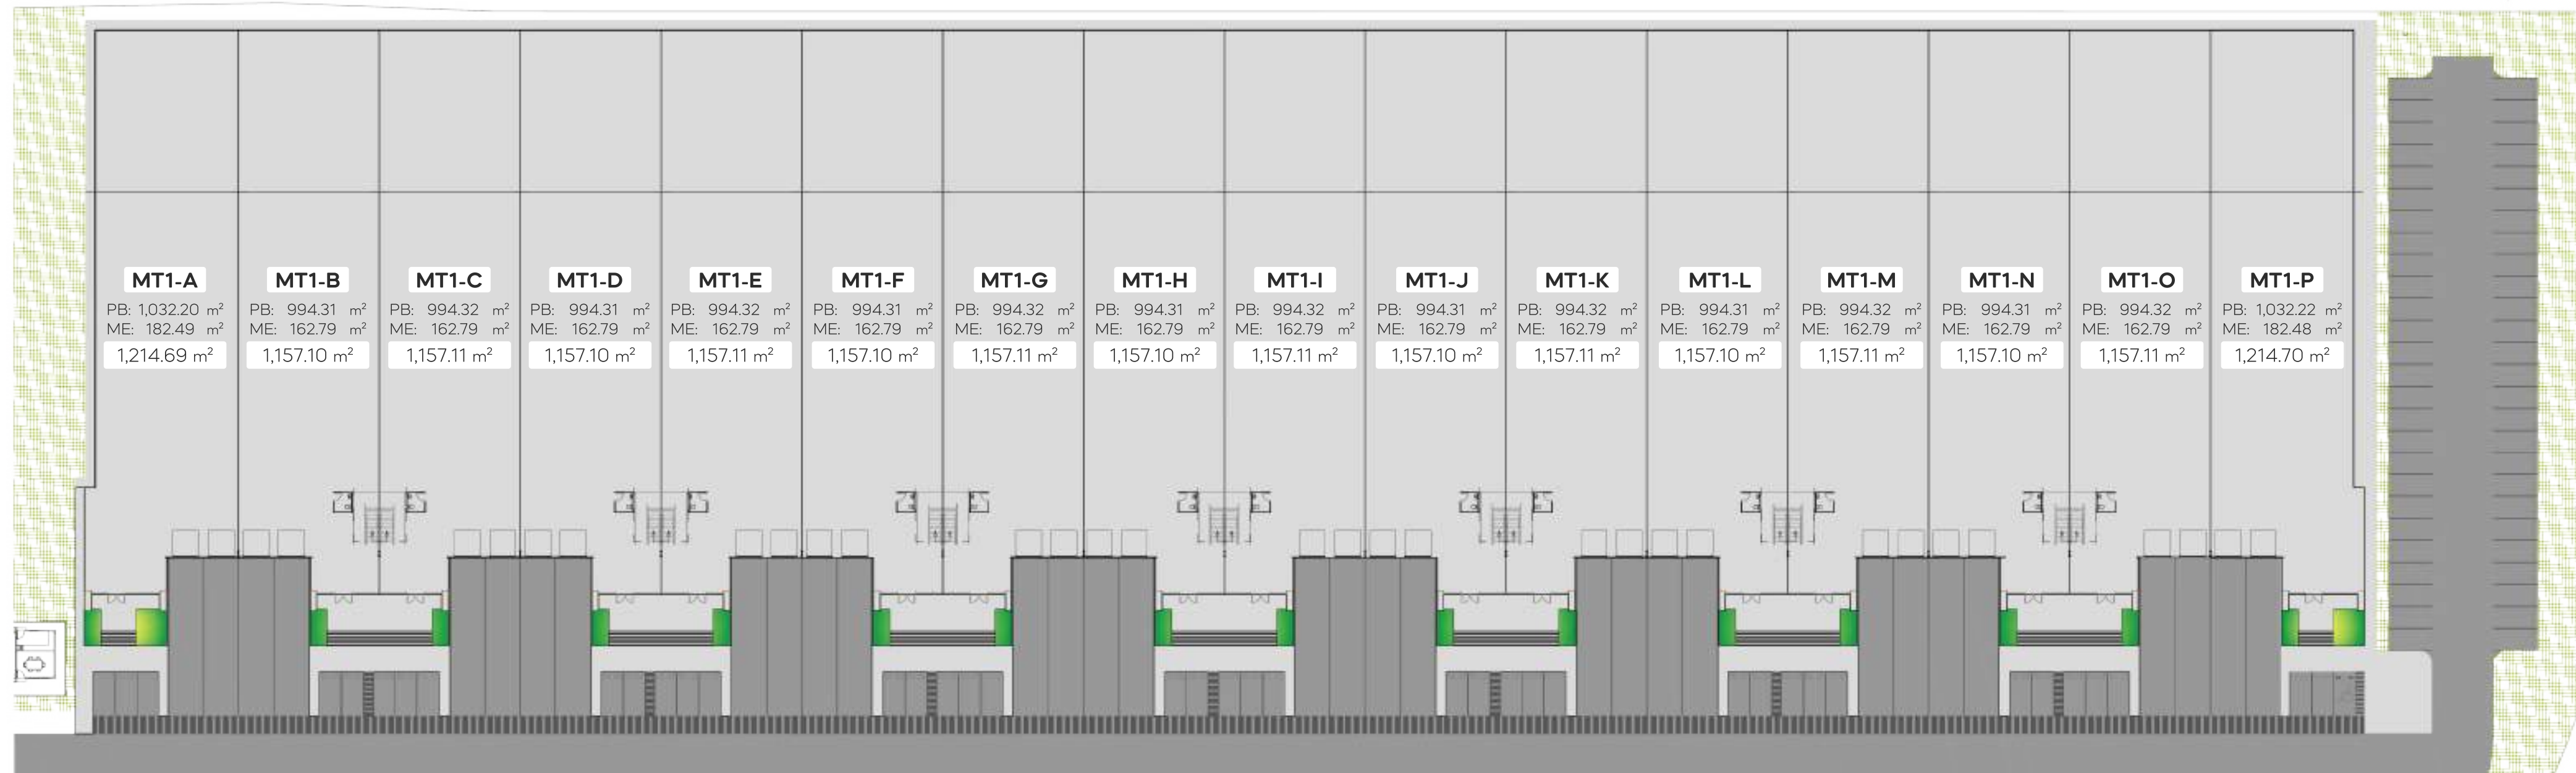 MT1-A
PB: 1,032.20 m²
ME: 182.49 m²
1,214.69 m²
MT1-B
PB: 994.31 m²
ME: 162.79 m²
1,157.10 m²
MT1-C
PB: 994.32 m²
ME: 162.79 m²
1,157.11 m²
MT1-D
PB: 994.31 m²
ME: 162.79 m²
1,157.10 m²
MT1-E
PB: 994.32 m²
ME: 162.79 m²
1,157.11 m²
MT1-F
PB: 994.31 m²
ME: 162.79 m²
1,157.10 m²
MT1-G
PB: 994.32 m²
ME: 162.79 m²
1,157.11 m²
MT1-H
PB: 994.31 m²
ME: 162.79 m²
1,157.10 m²
MT1-I
PB: 994.32 m²
ME: 162.79 m²
1,157.11 m²
MT1-J
PB: 994.31 m²
ME: 162.79 m²
1,157.10 m²
MT1-K
PB: 994.32 m²
ME: 162.79 m²
1,157.11 m²
MT1-L
PB: 994.31 m²
ME: 162.79 m²
1,157.10 m²
MT1-M
PB: 994.32 m²
ME: 162.79 m²
1,157.11 m²
MT1-N
PB: 994.31 m²
ME: 162.79 m²
1,157.10 m²
MT1-O
PB: 994.32 m²
ME: 162.79 m²
1,157.11 m²
MT1-P
PB: 1,032.22 m²
ME: 182.48 m²
1,214.70 m²